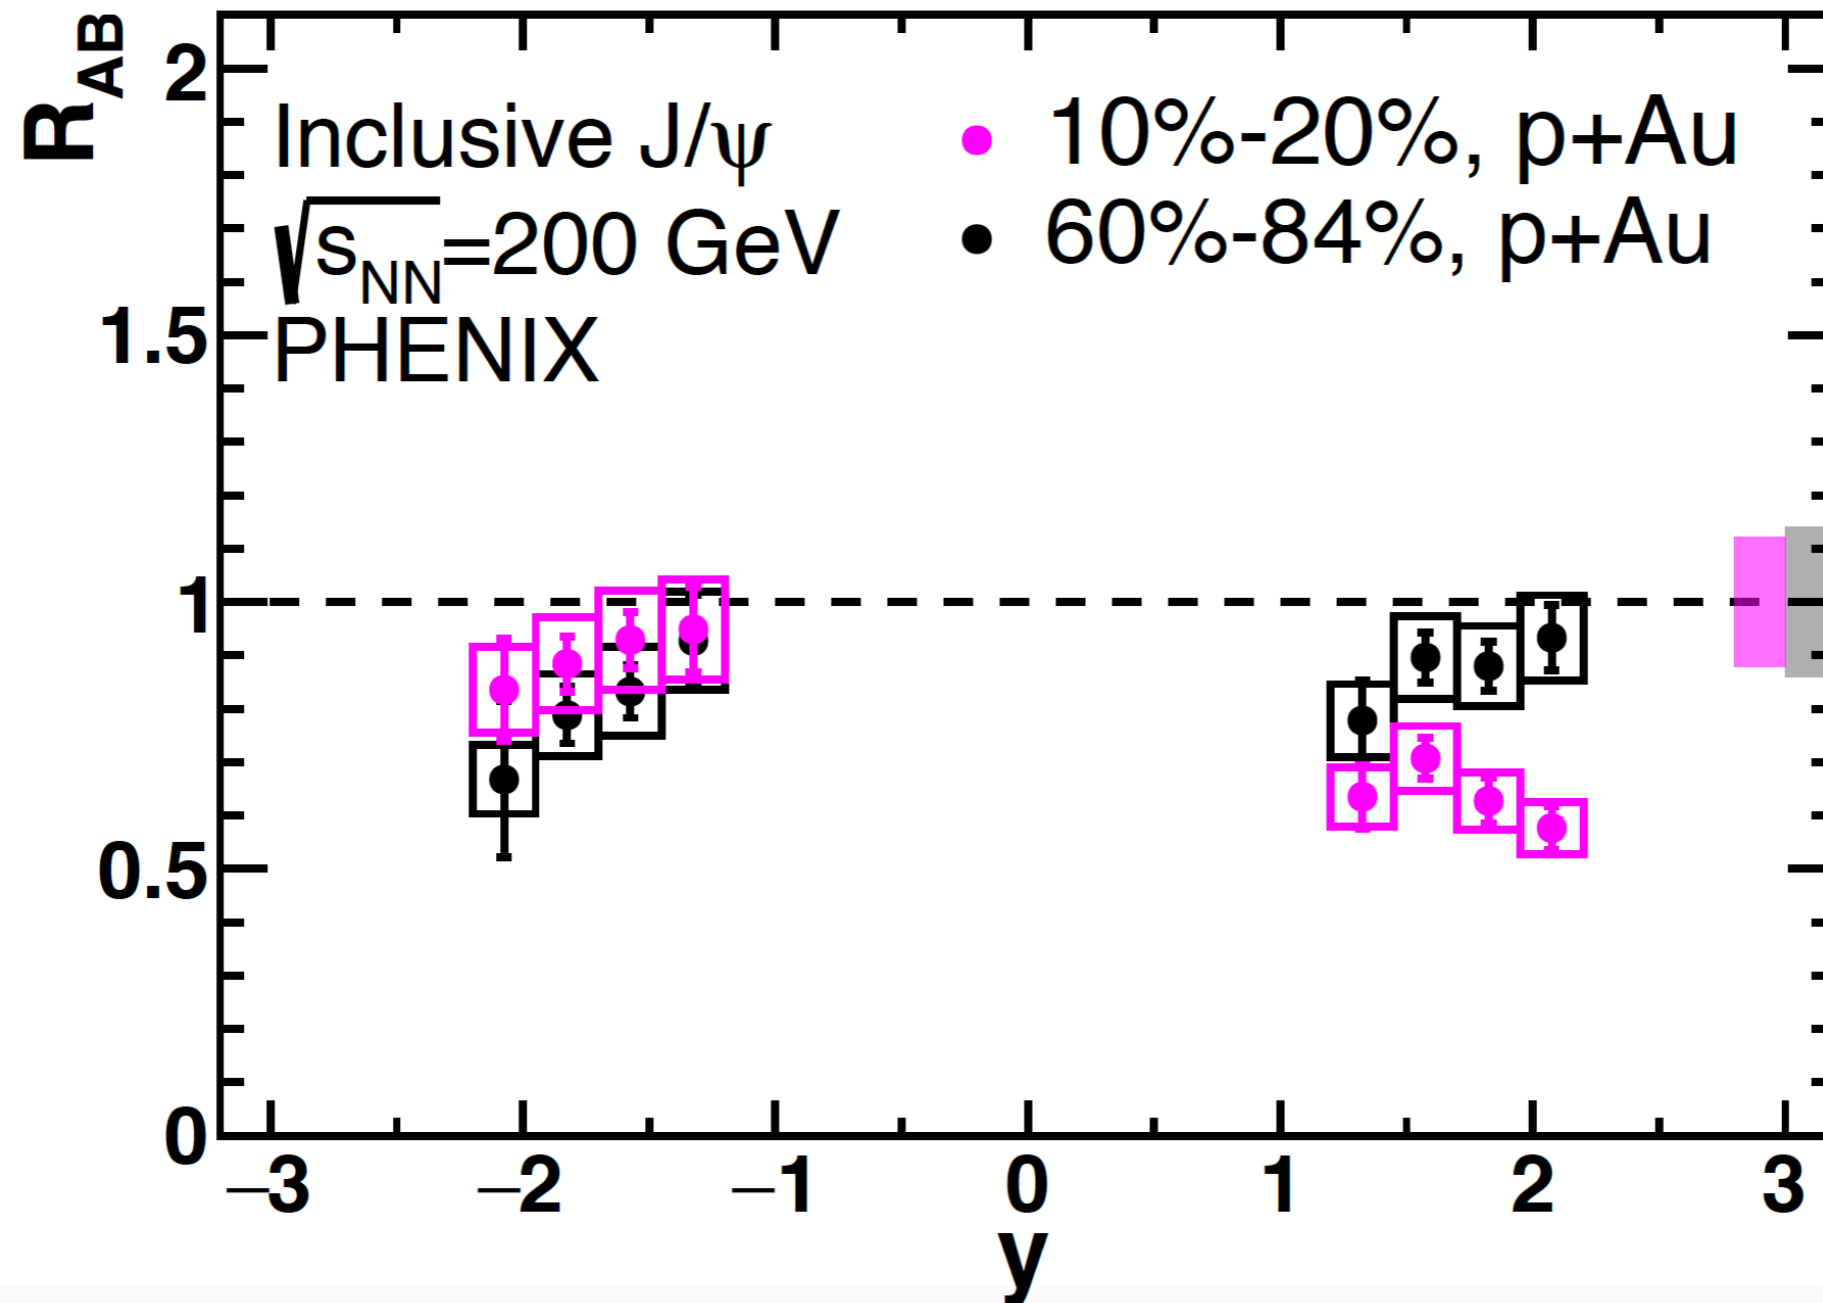 R_AB
2
1.5
1
0.5
0
Inclusive J/ψ
√s_NN=200 GeV
PHENIX
10%-20%, p+Au
60%-84%, p+Au
−3 −2 −1 0 1 2 3
y